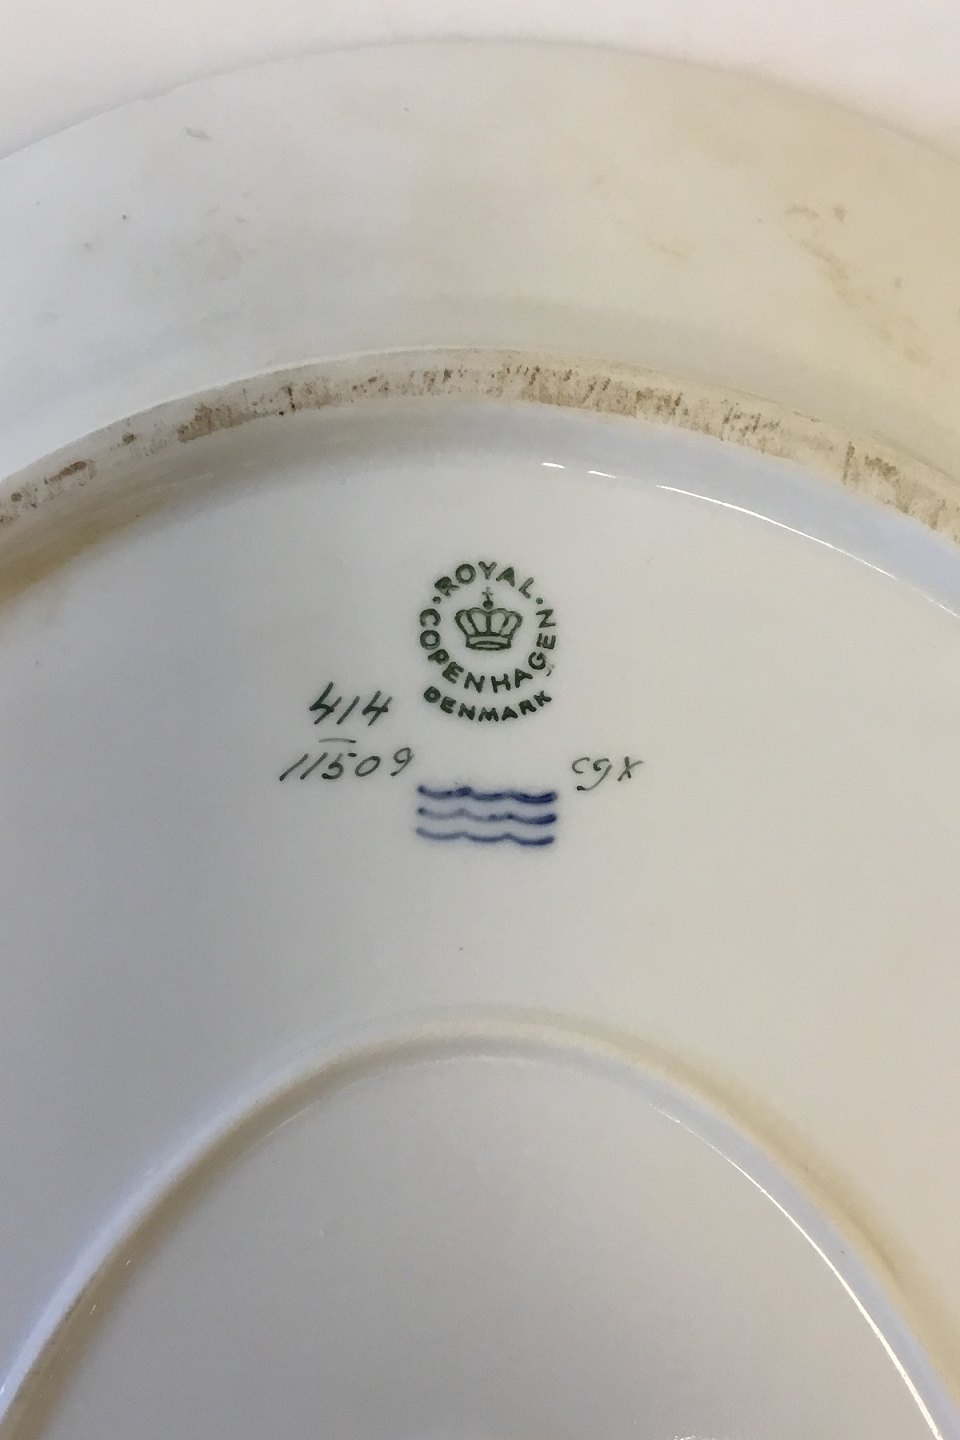 ROYAL
COPENHAGEN
DENMARK
414
11509
cgx